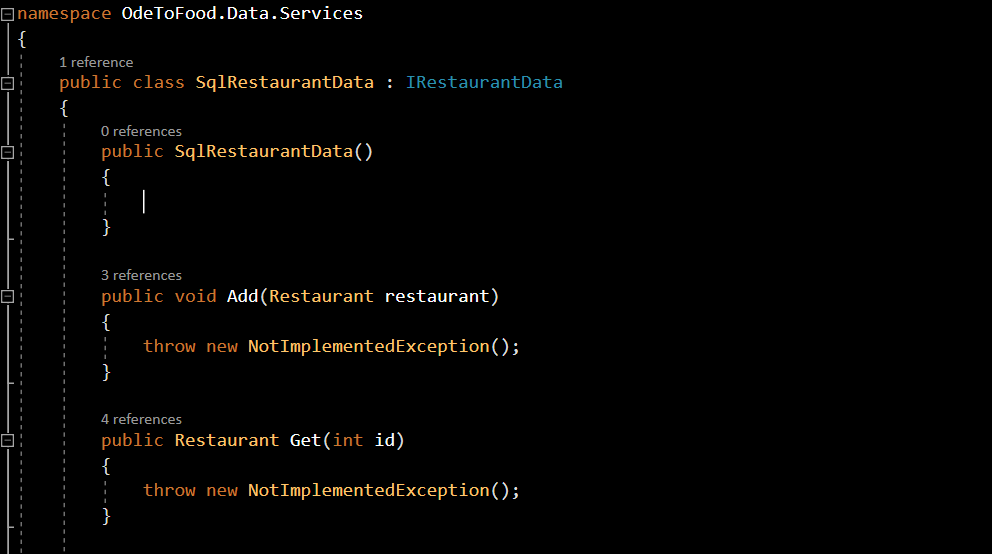 namespace OdeToFood.Data.Services
{
1 reference
public class SqlRestaurantData : IRestaurantData
{
0 references
public SqlRestaurantData()
{
}
3 references
public void Add(Restaurant restaurant)
{
throw new NotImplementedException();
}
4 references
public Restaurant Get(int id)
{
throw new NotImplementedException();
}